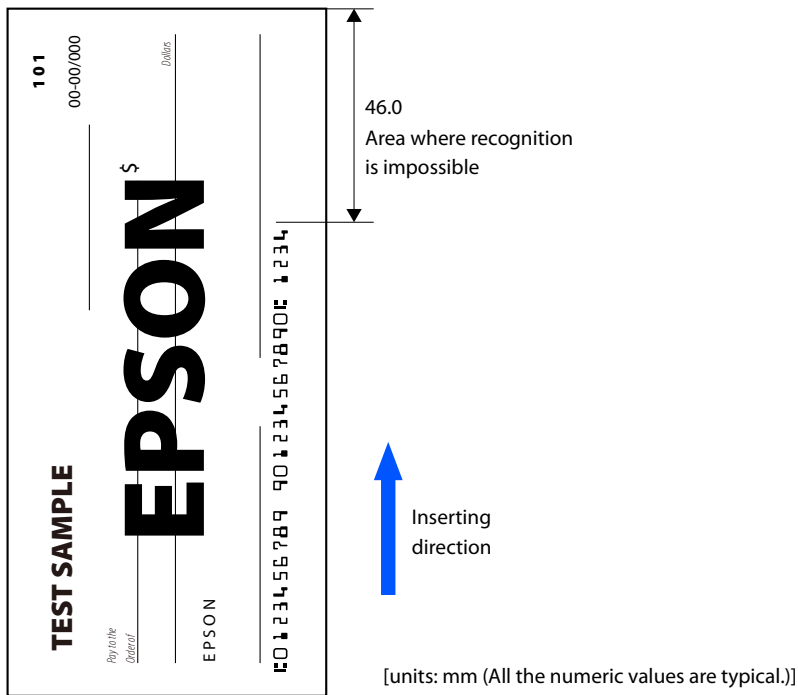 101
00-00/000
TEST SAMPLE
Pay to the
Order of
$
Dollars
EPSON
EPSON
⑆0123456789 901234567890⑆ 1234
46.0
Area where recognition
is impossible
Inserting
direction
[units: mm (All the numeric values are typical.)]